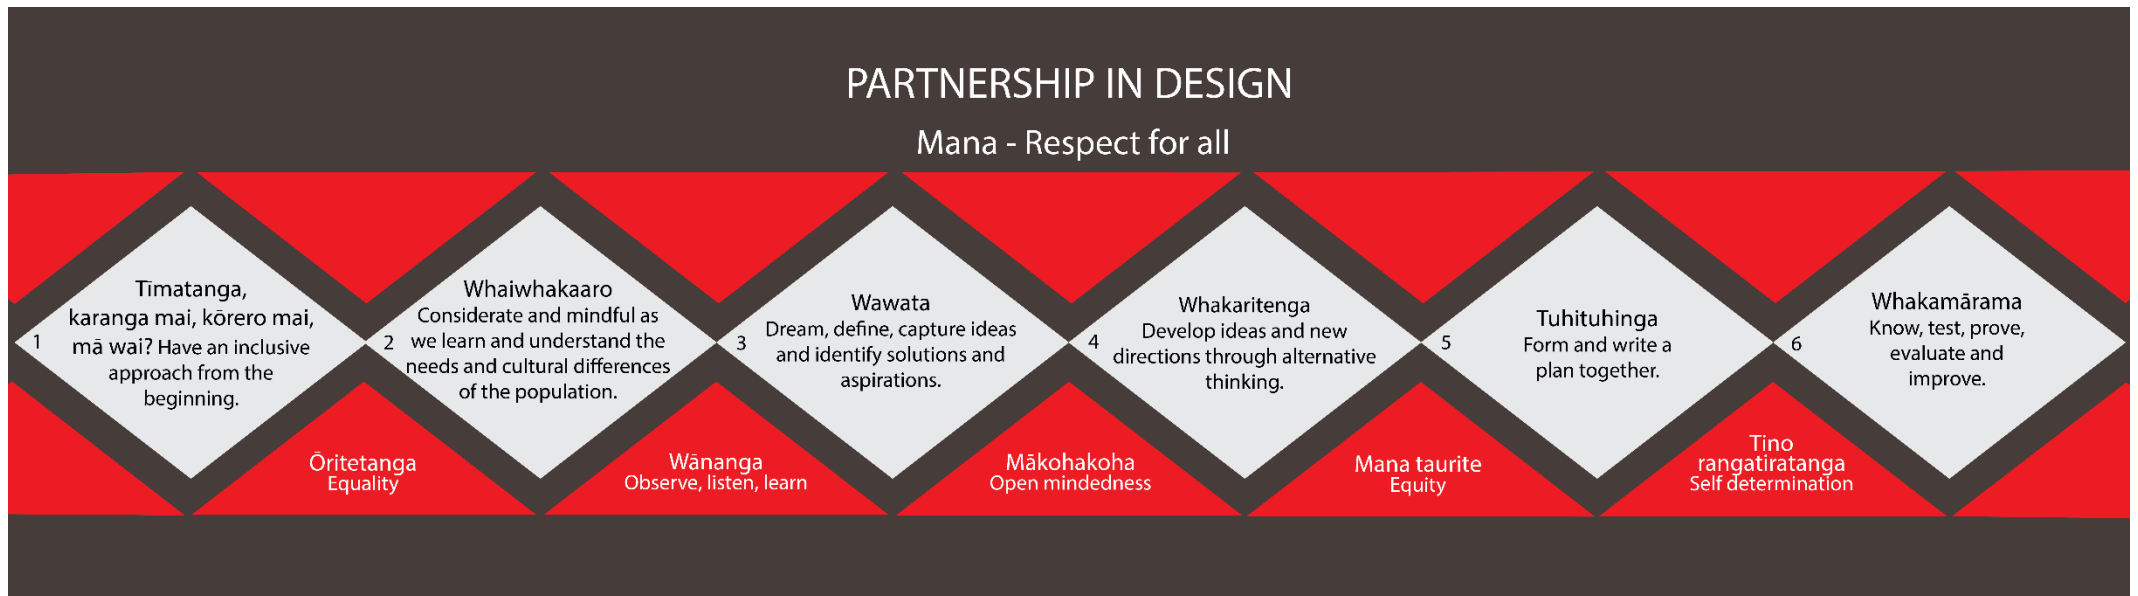 PARTNERSHIP IN DESIGN
Mana - Respect for all
1
Tīmatanga,
karanga mai, kōrero mai,
mā wai? Have an inclusive
approach from the
beginning.
2
Whaiwhakaaro
Considerate and mindful as
we learn and understand the
needs and cultural differences
of the population.
3
Wawata
Dream, define, capture ideas
and identify solutions and
aspirations.
4
Whakaritenga
Develop ideas and new
directions through alternative
thinking.
5
Tuhituhinga
Form and write a
plan together.
6
Whakamārama
Know, test, prove,
evaluate and
improve.
Ōritetanga
Equality
Wānanga
Observe, listen, learn
Mākohakoha
Open mindedness
Mana taurite
Equity
Tino
rangatiratanga
Self determination